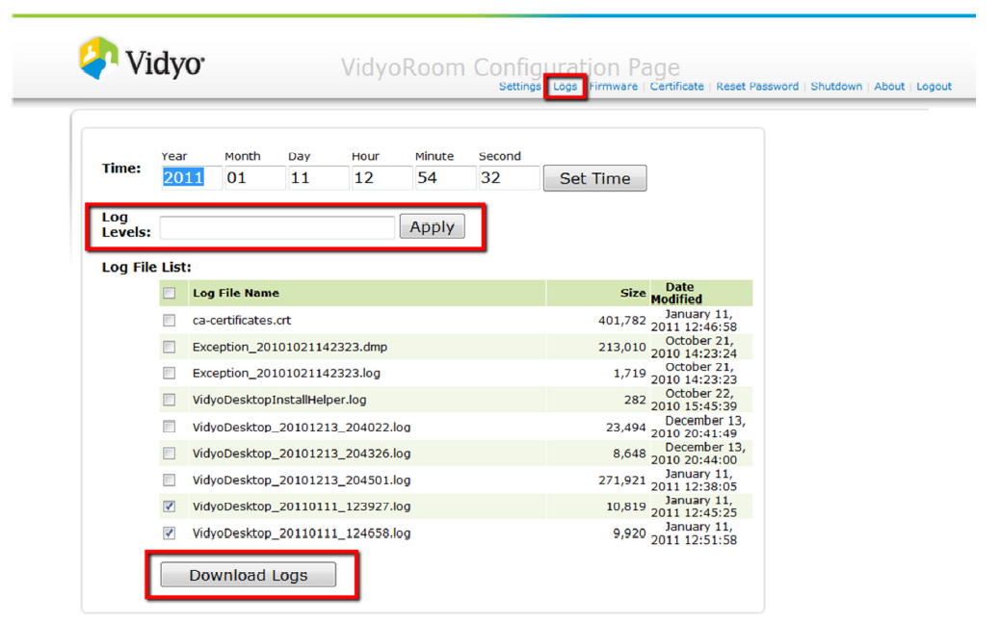 Vidyo
VidyoRoom Configuration Page
Settings | Logs | Firmware | Certificate | Reset Password | Shutdown | About | Logout
Year Month Day Hour Minute Second
Time: 2011 01 11 12 54 32 Set Time
Log
Levels: Apply
Log File List:
Log File Name Size Date Modified
ca-certificates.crt 401,782 January 11, 2011 12:46:58
Exception_20101021142323.dmp 213,010 October 21, 2010 14:23:24
Exception_20101021142323.log 1,719 October 21, 2010 14:23:23
VidyoDesktopInstallHelper.log 282 October 22, 2010 15:45:39
VidyoDesktop_20101213_204022.log 23,494 December 13, 2010 20:41:49
VidyoDesktop_20101213_204326.log 8,648 December 13, 2010 20:44:00
VidyoDesktop_20101213_204501.log 271,921 January 11, 2011 12:38:05
VidyoDesktop_20110111_123927.log 10,819 January 11, 2011 12:45:25
VidyoDesktop_20110111_124658.log 9,920 January 11, 2011 12:51:58
Download Logs